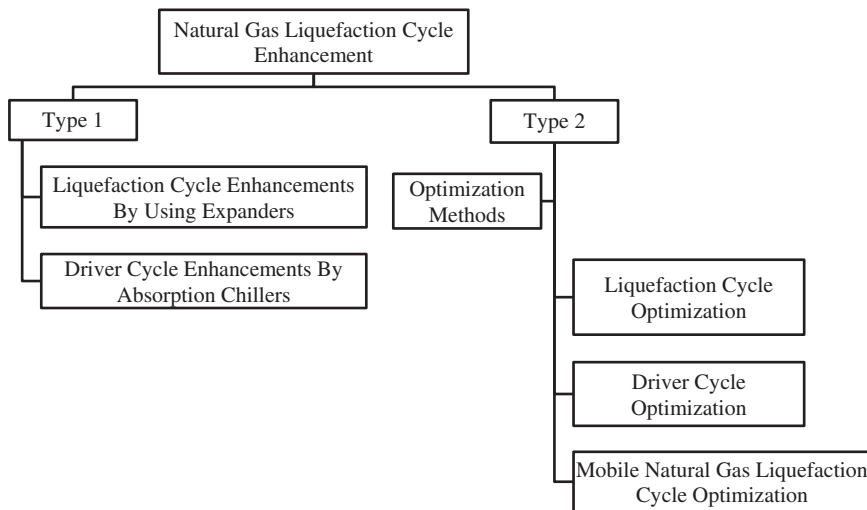 Natural Gas Liquefaction Cycle
Enhancement
Type 1
Type 2
Liquefaction Cycle Enhancements
By Using Expanders
Driver Cycle Enhancements By
Absorption Chillers
Optimization
Methods
Liquefaction Cycle
Optimization
Driver Cycle
Optimization
Mobile Natural Gas Liquefaction
Cycle Optimization